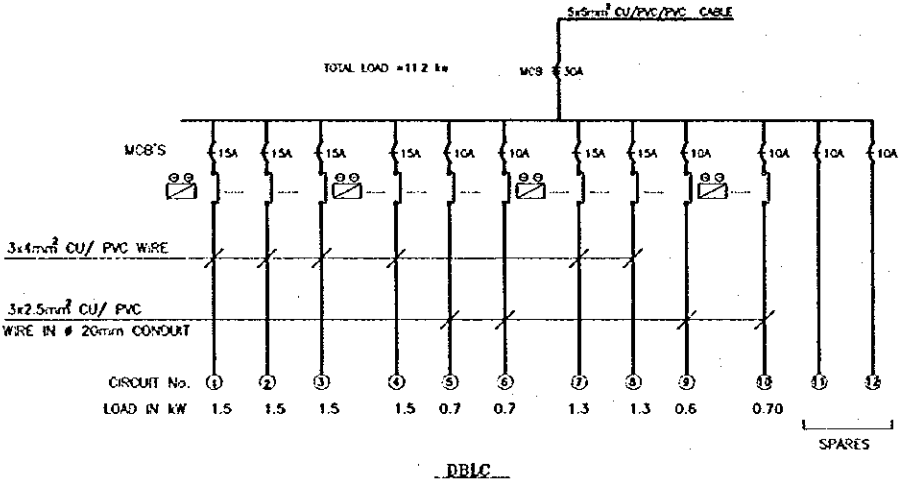 5x6mm² CU/PVC/PVC CABLE
TOTAL LOAD =11.2 kw
MCB 30A
MCB'S 15A 15A 15A 15A 10A 10A 15A 15A 10A 10A 10A 10A
3x4mm² CU/ PVC WIRE
3x2.5mm² CU/ PVC
WIRE IN ø 20mm CONDUIT
CIRCUIT No. 1 2 3 4 5 6 7 8 9 10 11 12
LOAD IN KW 1.5 1.5 1.5 1.5 0.7 0.7 1.3 1.3 0.6 0.70
SPARES
DBLC